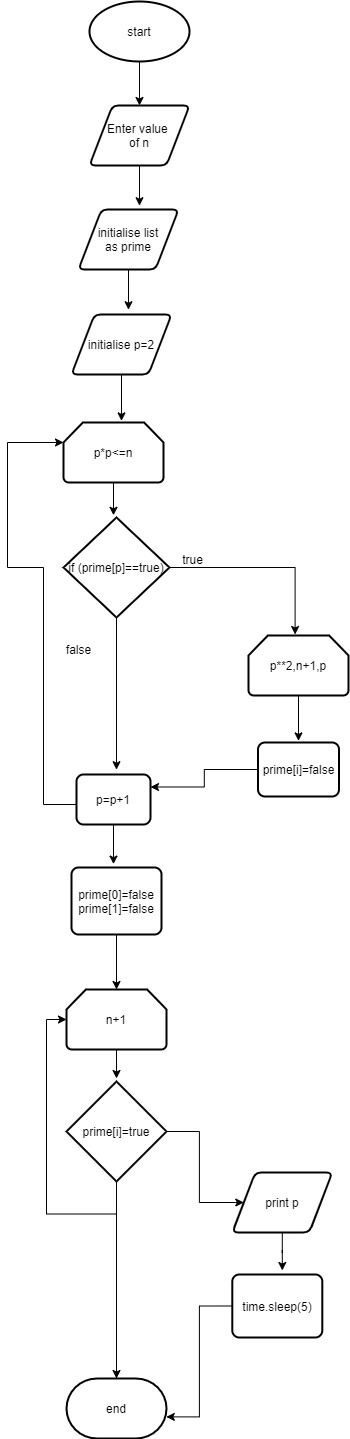 start
Enter value
of n
initialise list
as prime
initialise p=2
p*p<=n
if (prime[p]==true)
true
false
p**2,n+1,p
prime[i]=false
p=p+1
prime[0]=false
prime[1]=false
n+1
prime[i]=true
print p
time.sleep(5)
end